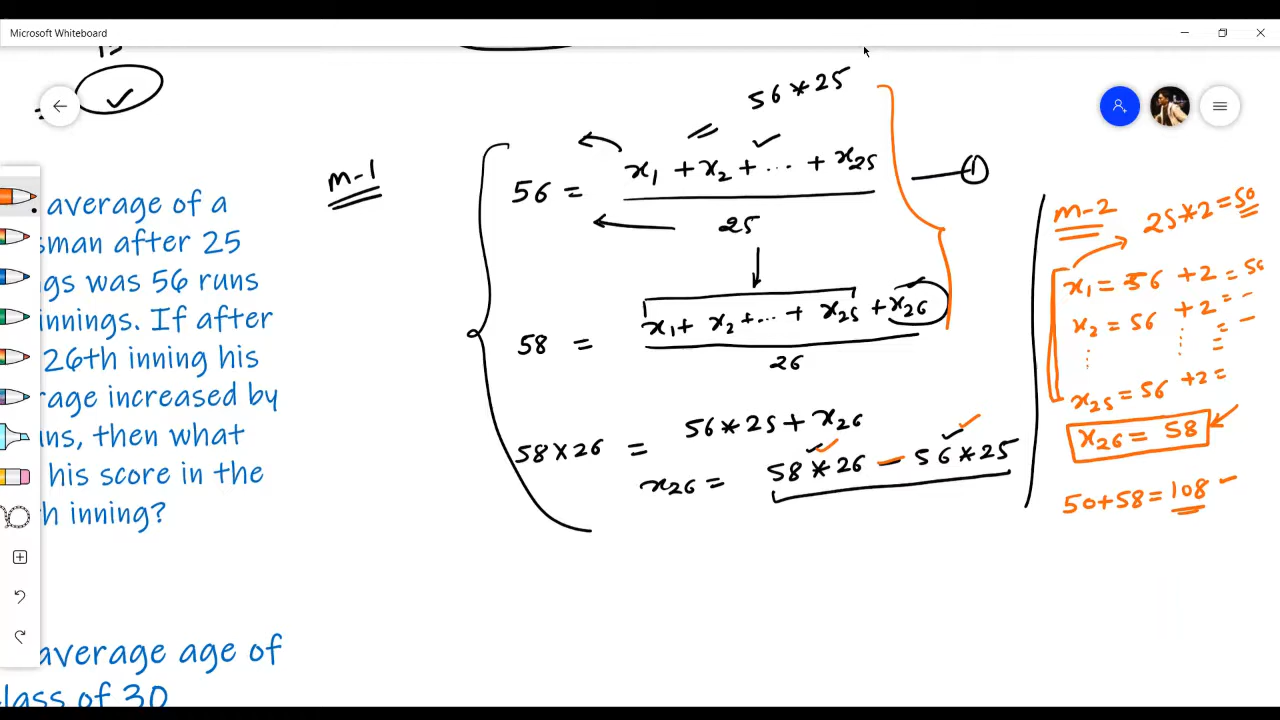 Microsoft Whiteboard
average of a
sman after 25
gs was 56 runs
innings. If after
26th inning his
rage increased by
ns, then what
his score in the
h inning?
average age of
lass of 30
m-1
56*25
56 = x1 + x2 + ... + x25
25
1
58 = x1 + x2 + ... + x25 + x26
26
58 x 26 = 56*25 + x26
x26 = 58*26 - 56*25
m-2
25*2 = 50
x1 = 56 + 2 = 58
x2 = 56 + 2 = -
x25 = 56 + 2 =
x26 = 58
50+58 = 108